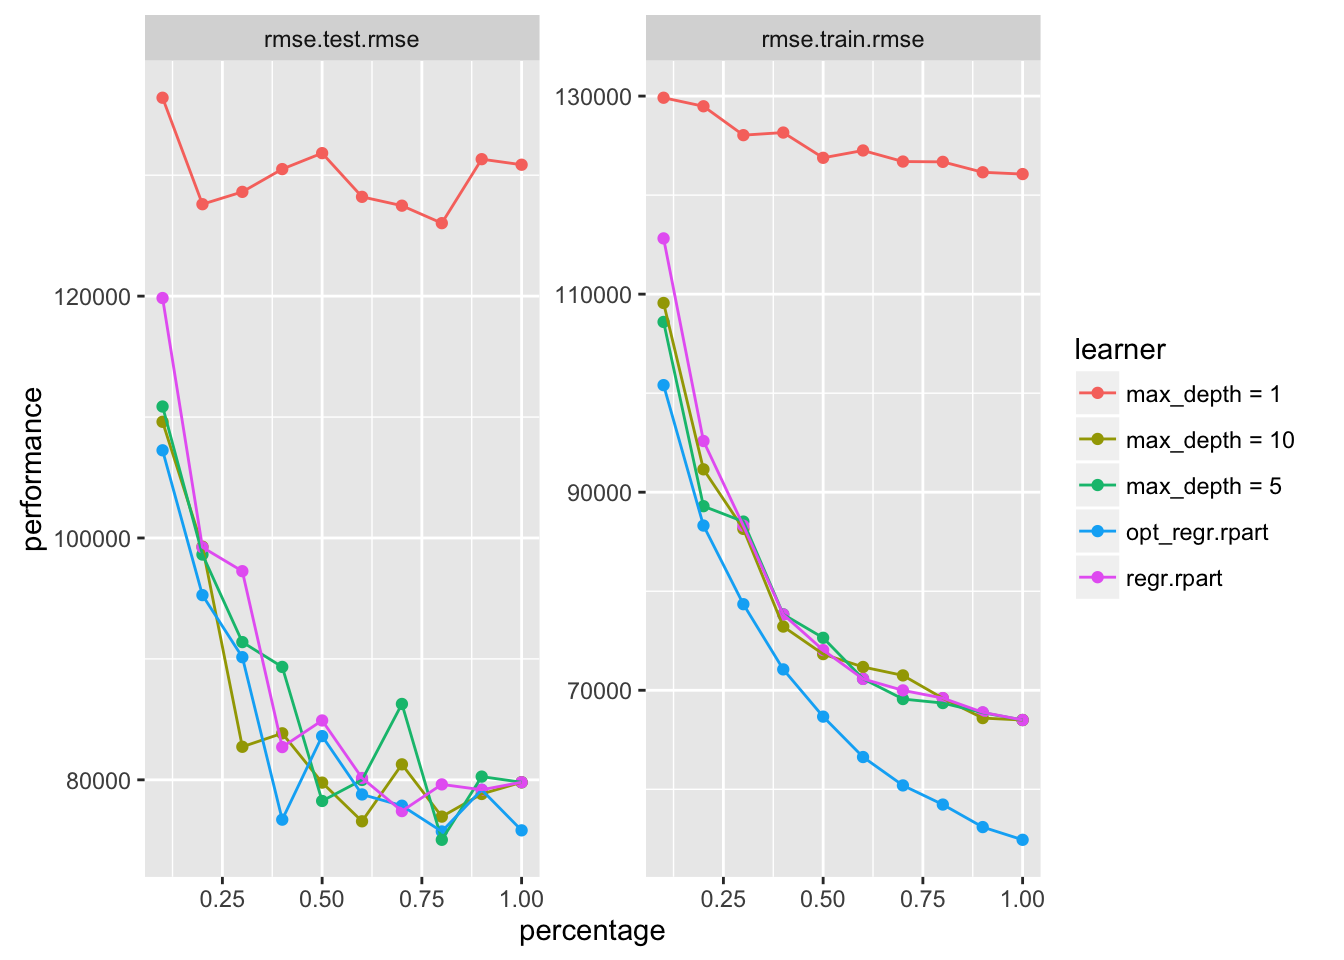 rmse.test.rmse
rmse.train.rmse
performance
120000
100000
80000
130000
110000
90000
70000
0.25 0.50 0.75 1.00
0.25 0.50 0.75 1.00
percentage
learner
max_depth = 1
max_depth = 10
max_depth = 5
opt_regr.rpart
regr.rpart